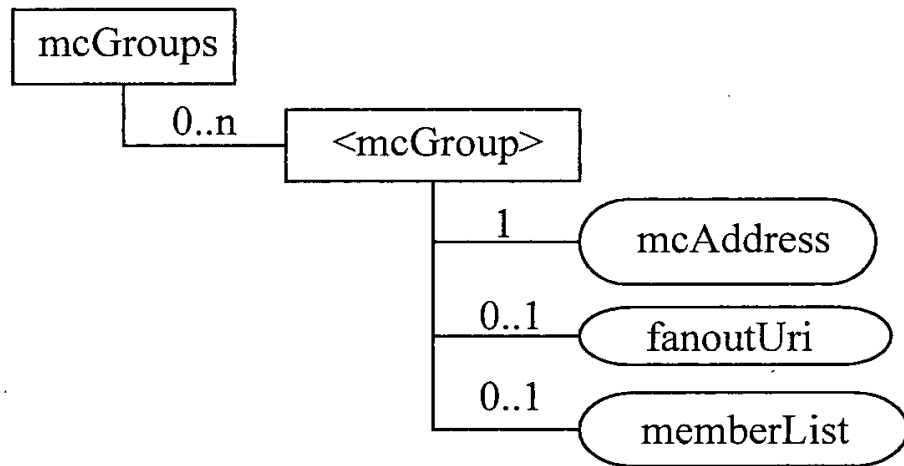 mcGroups
0..n
<mcGroup>
1
mcAddress
0..1
fanoutUri
0..1
memberList